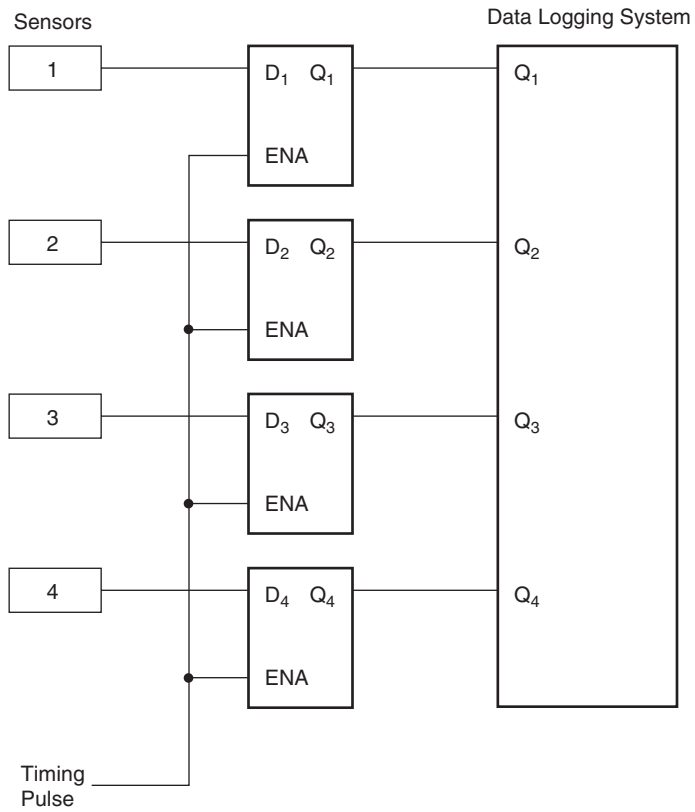 Sensors
Data Logging System
1
D₁ Q₁
Q₁
ENA
2
D₂ Q₂
Q₂
ENA
3
D₃ Q₃
Q₃
ENA
4
D₄ Q₄
Q₄
ENA
Timing
Pulse